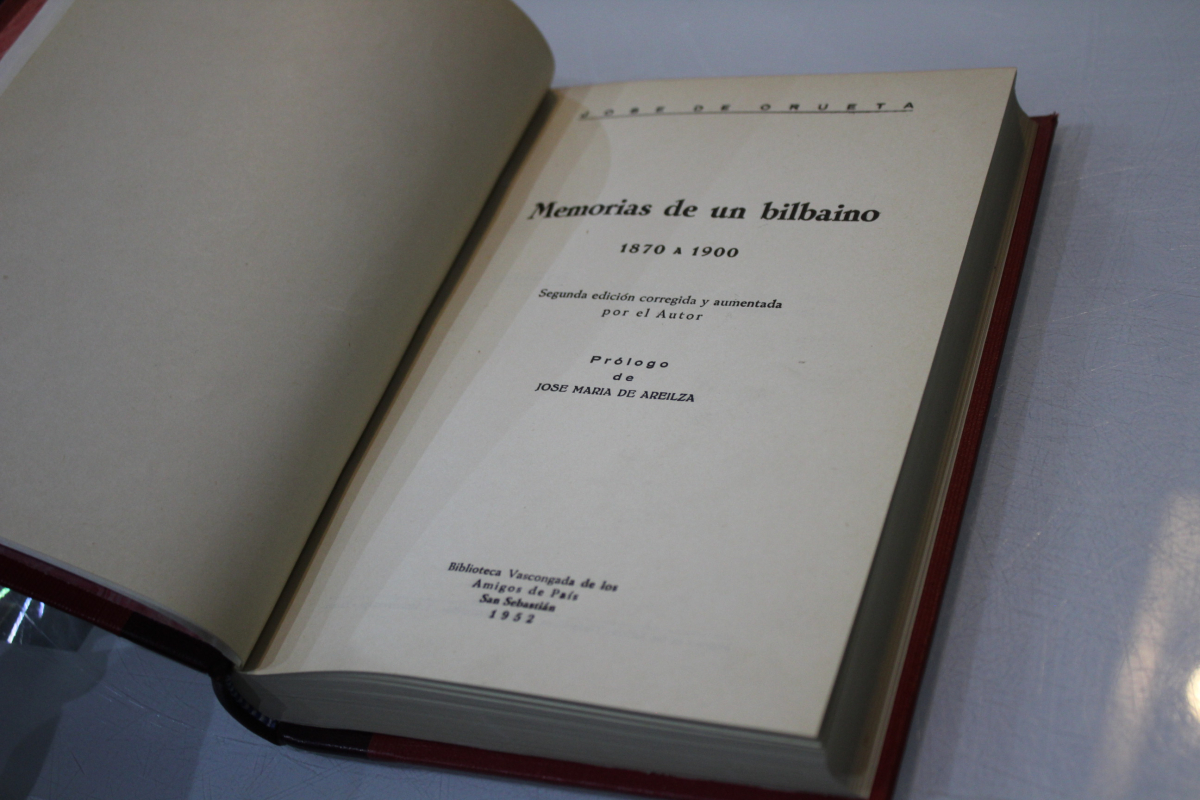 JOSE DE ORUETA
Memorias de un bilbaino
1870 A 1900
Segunda edición corregida y aumentada
por el Autor
Prólogo
de
JOSE MARIA DE AREILZA
Biblioteca Vascongada de los
Amigos de País
San Sebastián
1952